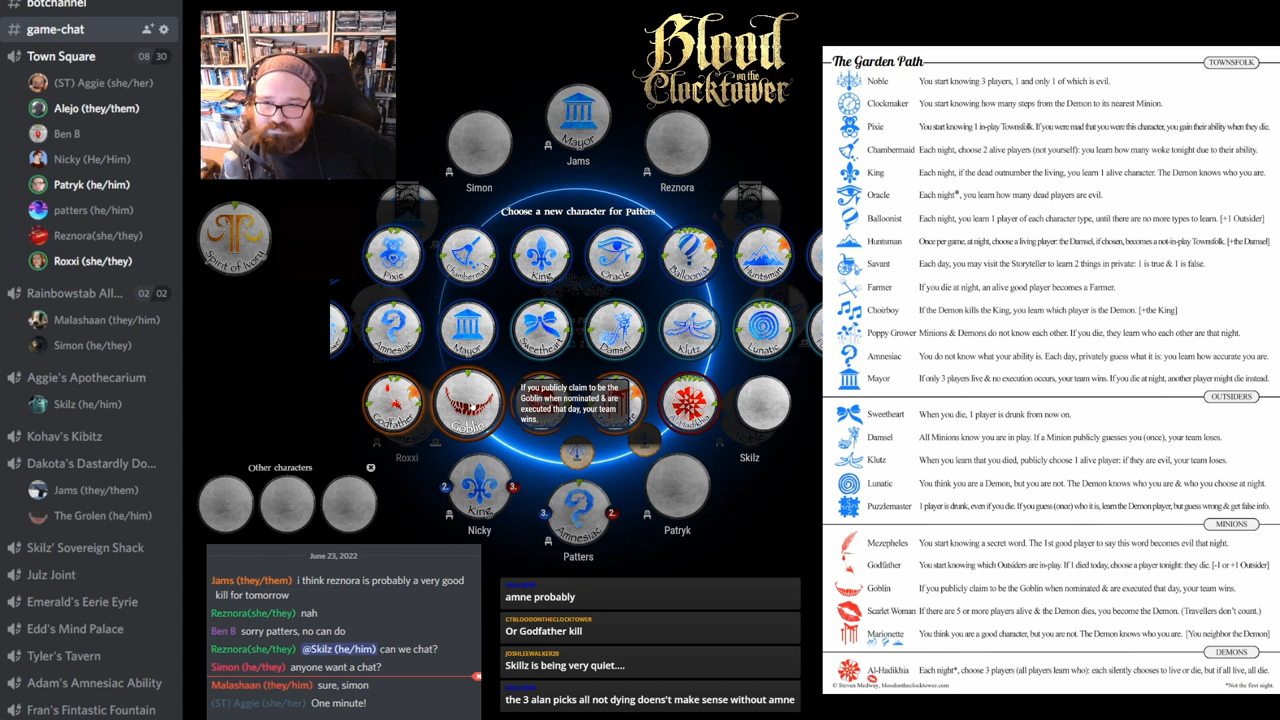 botchannel
# game-chat
Town Square 08 30
(ST) Aggie (she/her)
Alejo (they/them)
Ben B
Nicky (He/Him)
Patryk (he/him)
patters (he/him)
Reznora(she/they)
Roxxi (she/her)
Rainbowstab All... 02 02
Malashaan (they/him)
Simon (he/they)
Aggie's Apothecarium
Skilz (he/him)
Kohav's Kibitz
Dakota's Dastardly Do...
Jams (they/them)
The Grolen (he/him)
Skilz' Sovereign Shack
Julz Joint
Emerald's Eerie Eyrie
Eichard Palace
Tyler's Tavern
Adam's Amnesiac Ability
Fran's Finastic Fountain
Blood
on the
Clocktower
Spirit of Ivory
Mayor
Jams
Simon
Reznora
Choose a new character for Patters
Pixie
Chambermaid
King
Oracle
Balloonist
Huntsman
Amnesiac
Mayor
Sweetheart
Damsel
Klutz
Lunatic
Godfather
Goblin
If you publicly claim to be the
Goblin when nominated & are
executed that day, your team
wins.
Al-Hadikhia
Roxxi
Skilz
Other characters
2.
King
3.
Nicky
3.
Amnesiac
2.
Patters
Patryk
June 23, 2022
Jams (they/them) i think reznora is probably a very good
kill for tomorrow
Reznora(she/they) nah
Ben B sorry patters, no can do
Reznora(she/they) @Skilz (he/him) can we chat?
Simon (he/they) anyone want a chat?
Malashaan (they/him) sure, simon
(ST) Aggie (she/her) One minute!
amne probably
CTBLOODONTHECLOCKTOWER
Or Godfather kill
JOSHLEEWALKER20
Skillz is being very quiet....
the 3 alan picks all not dying doens't make sense without amne
The Garden Path
TOWNSFOLK
Noble You start knowing 3 players, 1 and only 1 of which is evil.
Clockmaker You start knowing how many steps from the Demon to its nearest Minion.
Pixie You start knowing 1 in-play Townsfolk. If you were mad that you were this character, you gain their ability when they die.
Chambermaid Each night, choose 2 alive players (not yourself): you learn how many woke tonight due to their ability.
King Each night, if the dead outnumber the living, you learn 1 alive character. The Demon knows who you are.
Oracle Each night*, you learn how many dead players are evil.
Balloonist Each night, you learn 1 player of each character type, until there are no more types to learn. [+1 Outsider]
Huntsman Once per game, at night, choose a living player: the Damsel, if chosen, becomes a not-in-play Townsfolk. [+the Damsel]
Savant Each day, you may visit the Storyteller to learn 2 things in private: 1 is true & 1 is false.
Farmer If you die at night, an alive good player becomes a Farmer.
Choirboy If the Demon kills the King, you learn which player is the Demon. [+the King]
Poppy Grower Minions & Demons do not know each other. If you die, they learn who each other are that night.
Amnesiac You do not know what your ability is. Each day, privately guess what it is: you learn how accurate you are.
Mayor If only 3 players live & no execution occurs, your team wins. If you die at night, another player might die instead.
OUTSIDERS
Sweetheart When you die, 1 player is drunk from now on.
Damsel All Minions know you are in play. If a Minion publicly guesses you (once), your team loses.
Klutz When you learn that you died, publicly choose 1 alive player: if they are evil, your team loses.
Lunatic You think you are a Demon, but you are not. The Demon knows who you are & who you choose at night.
Puzzlemaster 1 player is drunk, even if you die. If you guess (once) who it is, learn the Demon player, but guess wrong & get false info.
MINIONS
Mezepheles You start knowing a secret word. The 1st good player to say this word becomes evil that night.
Godfather You start knowing which Outsiders are in-play. If 1 died today, choose a player tonight: they die. [-1 or +1 Outsider]
Goblin If you publicly claim to be the Goblin when nominated & are executed that day, your team wins.
Scarlet Woman If there are 5 or more players alive & the Demon dies, you become the Demon. (Travellers don't count.)
Marionette You think you are a good character, but you are not. The Demon knows who you are. [You neighbor the Demon]
DEMONS
Al-Hadikhia Each night*, choose 3 players (all players learn who): each silently chooses to live or die, but if all live, all die.
© Steven Medway, bloodontheclocktower.com
*Not the first night.